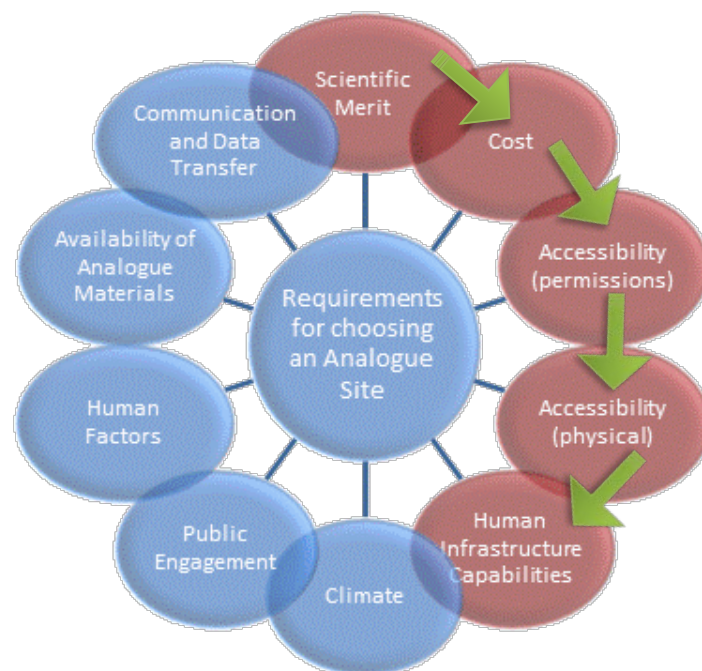 Scientific
Merit
Cost
Accessibility
(permissions)
Accessibility
(physical)
Human
Infrastructure
Capabilities
Climate
Public
Engagement
Human
Factors
Availability of
Analogue
Materials
Communication
and Data
Transfer
Requirements
for choosing
an Analogue
Site